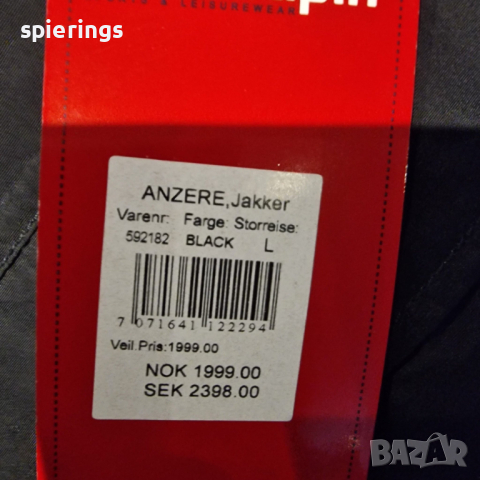 spierings
& LEISUREWEAR
ANZERE,Jakker
Varenr: Farge: Storreise:
592182 BLACK L
7 071641 122294
Veil.Pris:1999.00
NOK 1999.00
SEK 2398.00
BAZAR